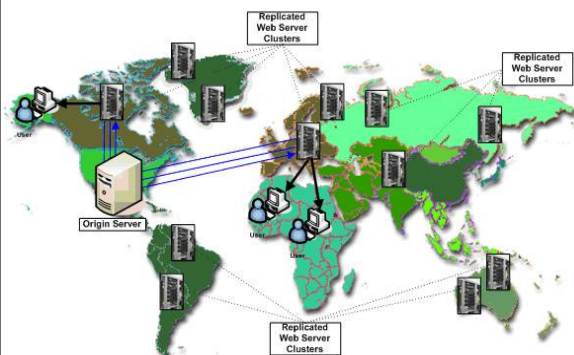 Replicated
Web Server
Clusters
Replicated
Web Server
Clusters
User
Origin Server
User
User
Replicated
Web Server
Clusters